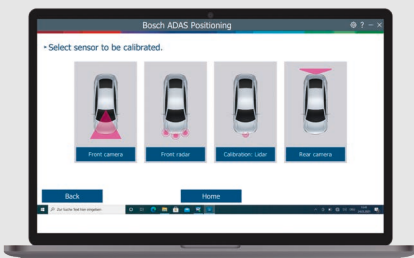 Bosch ADAS Positioning
Select sensor to be calibrated.
Front camera
Front radar
Calibration: Lidar
Rear camera
Back
Home